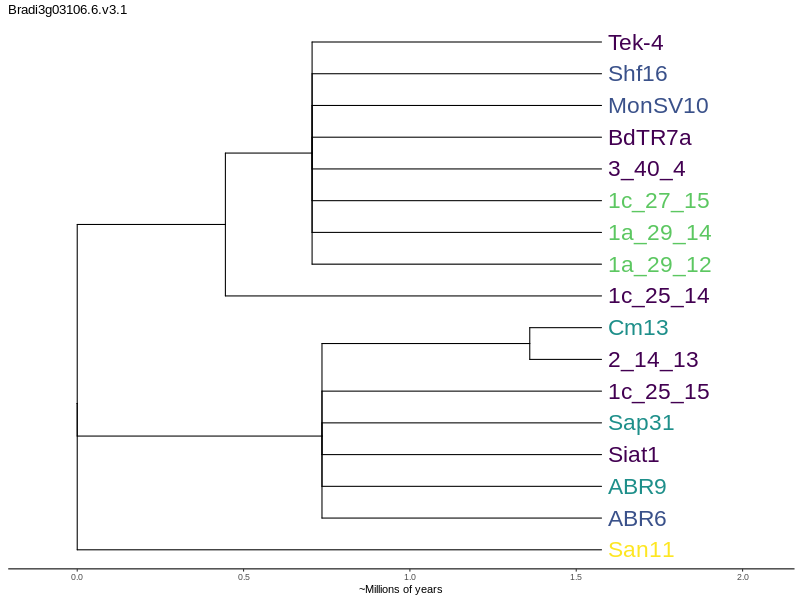 Bradi3g03106.6.v3.1
Tek-4
Shf16
MonSV10
BdTR7a
3_40_4
1c_27_15
1a_29_14
1a_29_12
1c_25_14
Cm13
2_14_13
1c_25_15
Sap31
Siat1
ABR9
ABR6
San11
0.0 0.5 1.0 1.5 2.0
~Millions of years